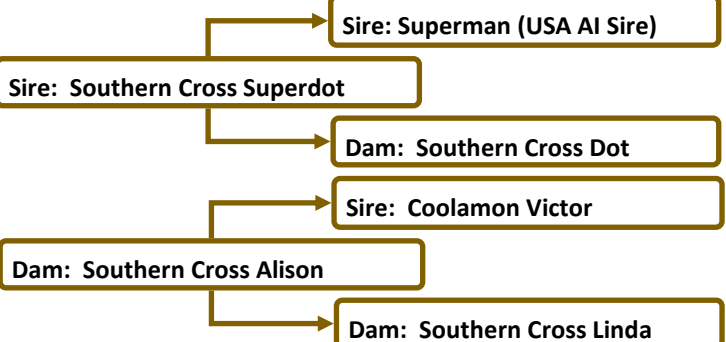 Sire: Superman (USA AI Sire)
Sire: Southern Cross Superdot
Dam: Southern Cross Dot
Sire: Coolamon Victor
Dam: Southern Cross Alison
Dam: Southern Cross Linda